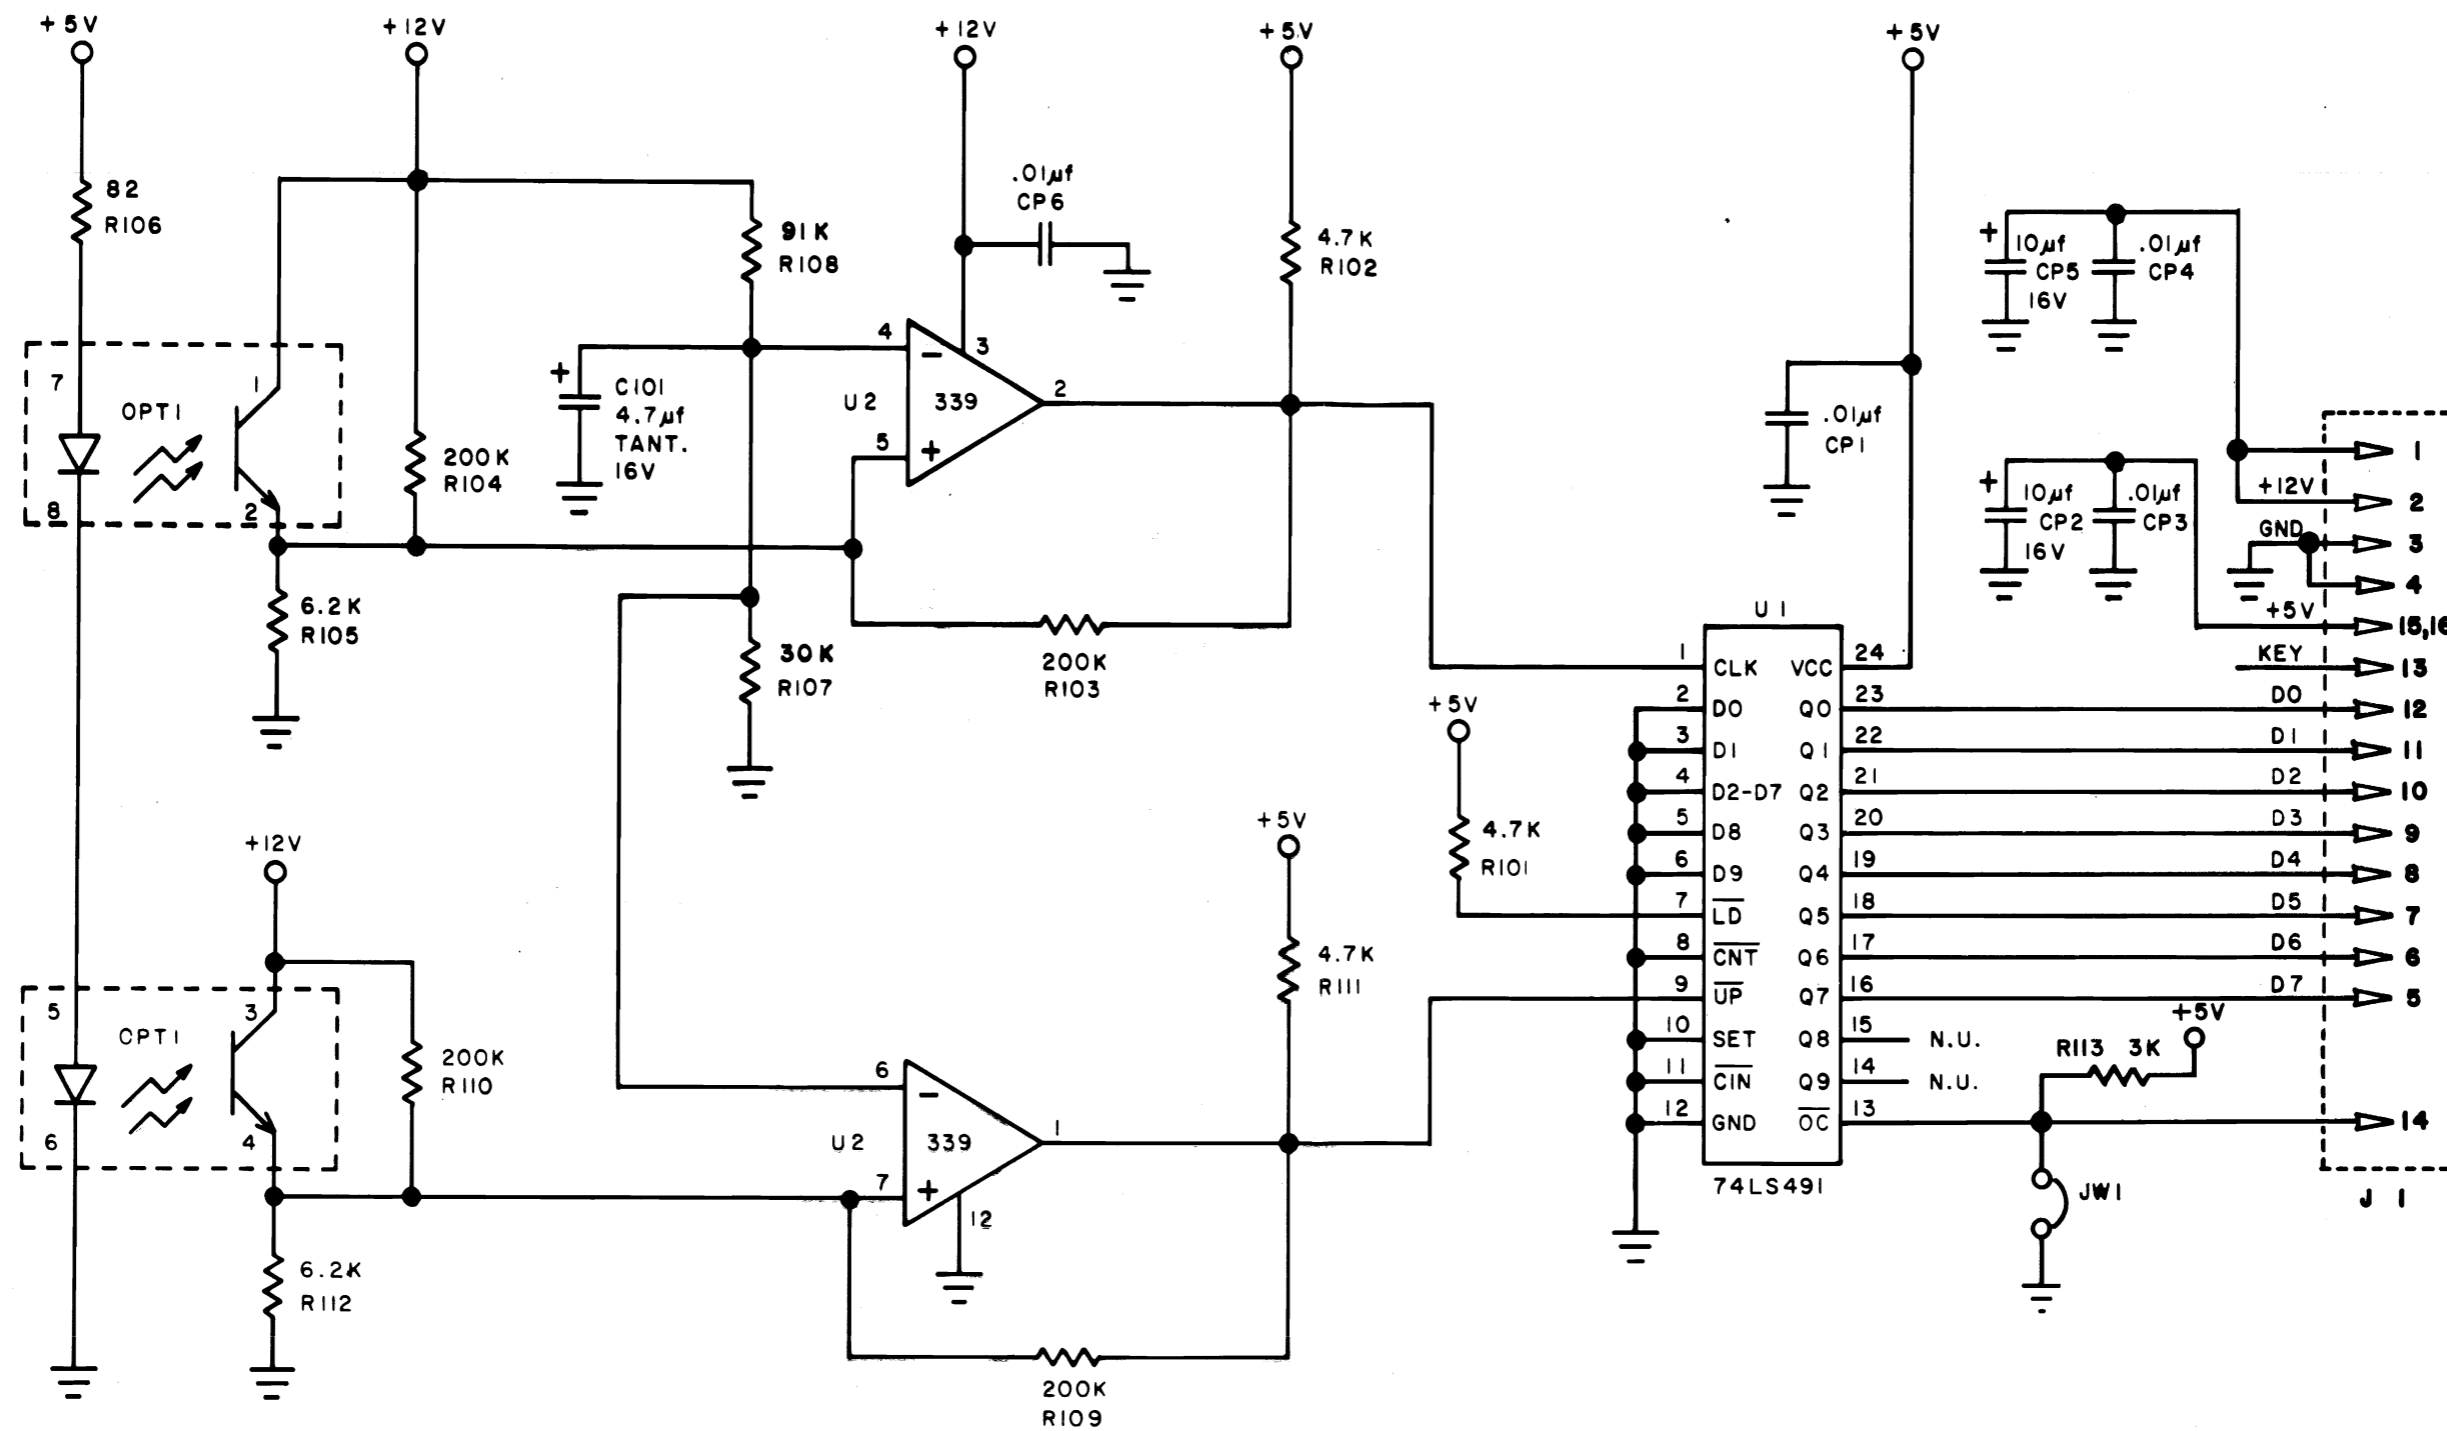 +5V
+12V
+12V
+5V
+5V
82
R106
91K
R108
.01µf
CP6
4.7K
R102
+
10µf
CP5
16V
.01µf
CP4
7
OPT1
1
8
2
200K
R104
+
C101
4.7µf
TANT.
16V
4
−
3
U2
339
2
5
+
.01µf
CP1
+
10µf
CP2
16V
.01µf
CP3
1
+12V
2
GND
3
4
+5V
15,16
KEY
13
6.2K
R105
30K
R107
200K
R103
U1
1 CLK VCC 24
2 D0 Q0 23 D0 12
3 D1 Q1 22 D1 11
4 D2-D7 Q2 21 D2 10
5 D8 Q3 20 D3 9
6 D9 Q4 19 D4 8
7 LD Q5 18 D5 7
8 CNT Q6 17 D6 6
9 UP Q7 16 D7 5
10 SET Q8 15 N.U.
11 CIN Q9 14 N.U.
12 GND OC 13 14
74LS491
+5V
4.7K
R101
+5V
R113 3K
JW1
J 1
+12V
5
OPT1
3
6
4
200K
R110
+5V
4.7K
R111
6
−
U2
339
1
7
+
12
6.2K
R112
200K
R109